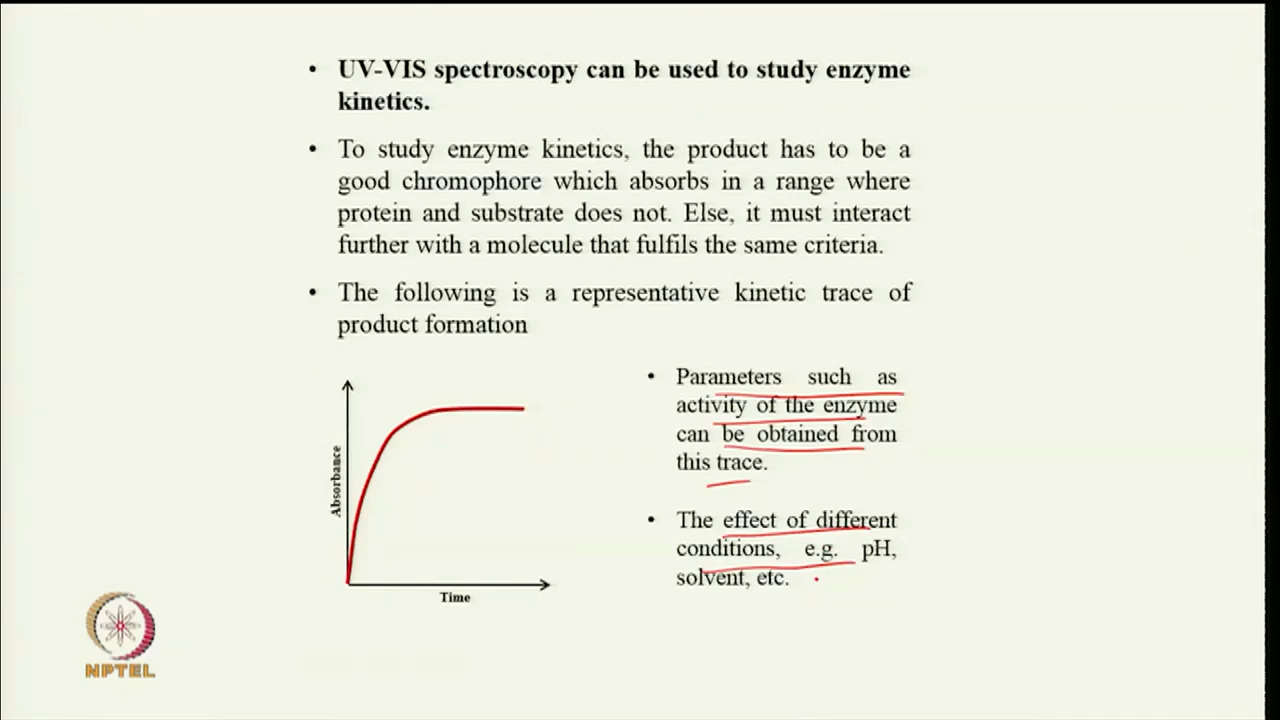 • UV-VIS spectroscopy can be used to study enzyme
kinetics.
• To study enzyme kinetics, the product has to be a
good chromophore which absorbs in a range where
protein and substrate does not. Else, it must interact
further with a molecule that fulfils the same criteria.
• The following is a representative kinetic trace of
product formation
Absorbance
Time
• Parameters such as
activity of the enzyme
can be obtained from
this trace.
• The effect of different
conditions, e.g. pH,
solvent, etc.
NPTEL